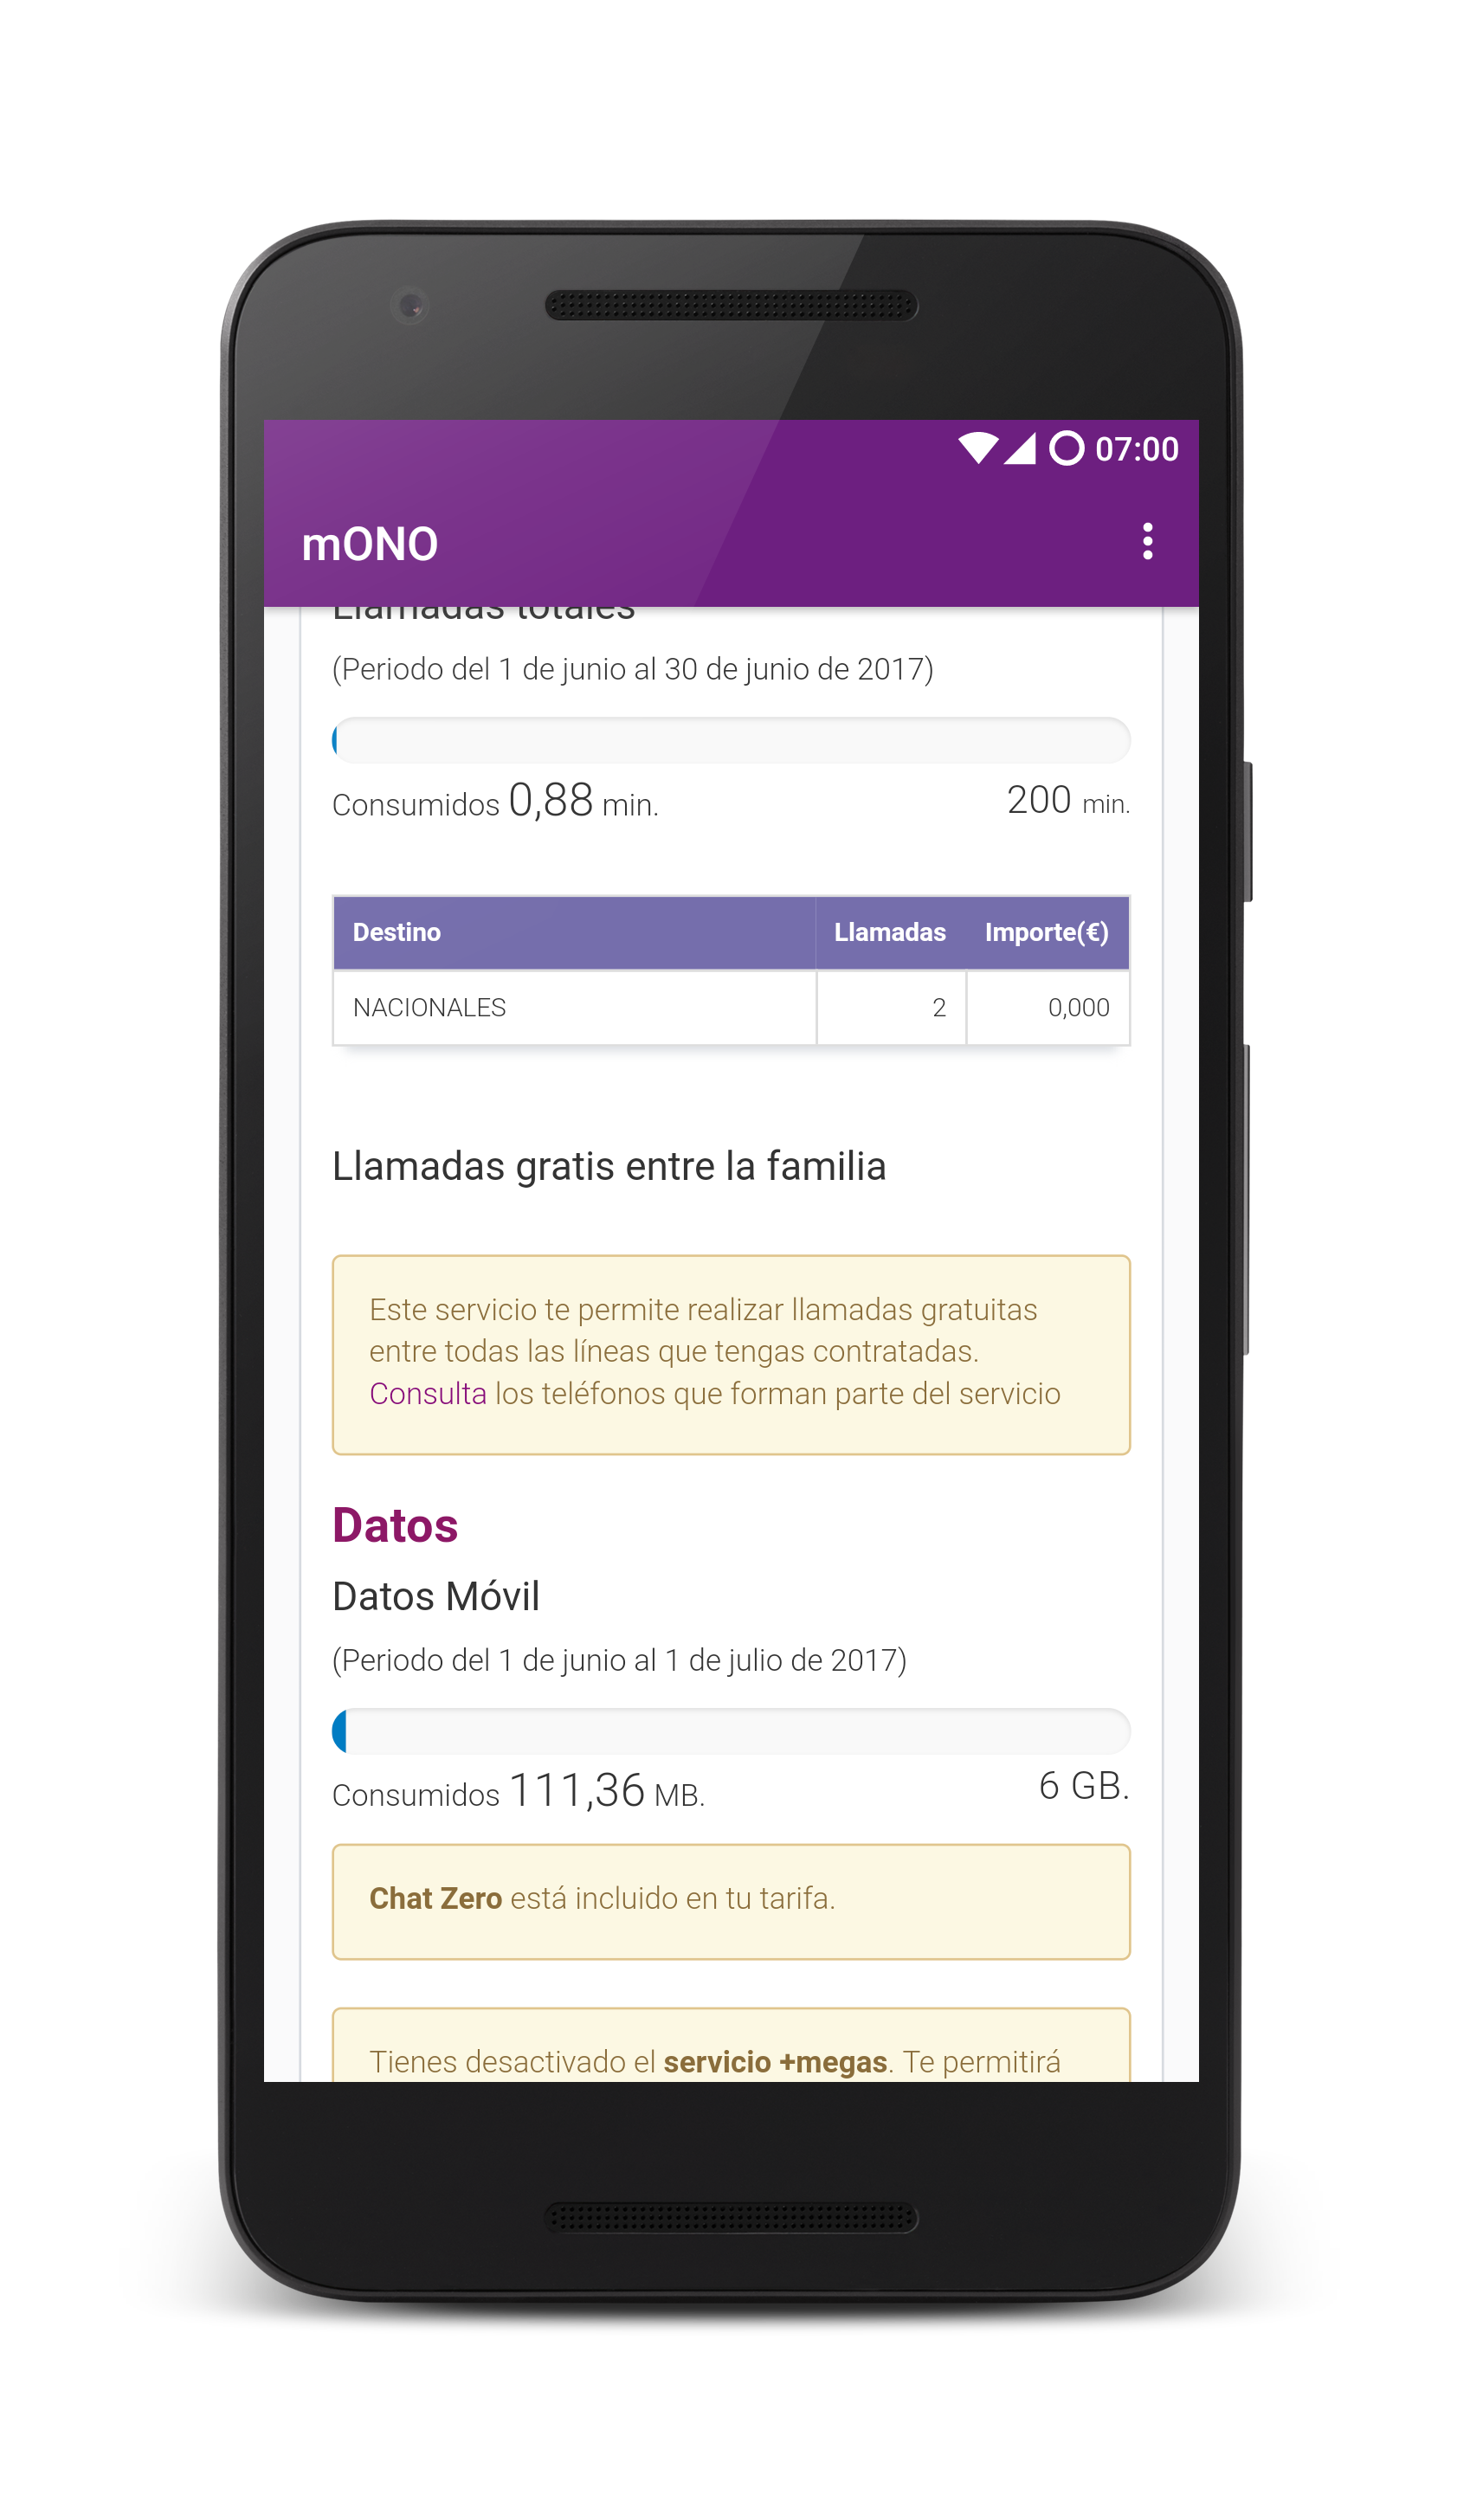 07:00
mONO
Llamadas totales
(Periodo del 1 de junio al 30 de junio de 2017)
Consumidos 0,88 min. 200 min.
Destino Llamadas Importe(€)
NACIONALES 2 0,000
Llamadas gratis entre la familia
Este servicio te permite realizar llamadas gratuitas
entre todas las líneas que tengas contratadas.
Consulta los teléfonos que forman parte del servicio
Datos
Datos Móvil
(Periodo del 1 de junio al 1 de julio de 2017)
Consumidos 111,36 MB. 6 GB.
Chat Zero está incluido en tu tarifa.
Tienes desactivado el servicio +megas. Te permitirá